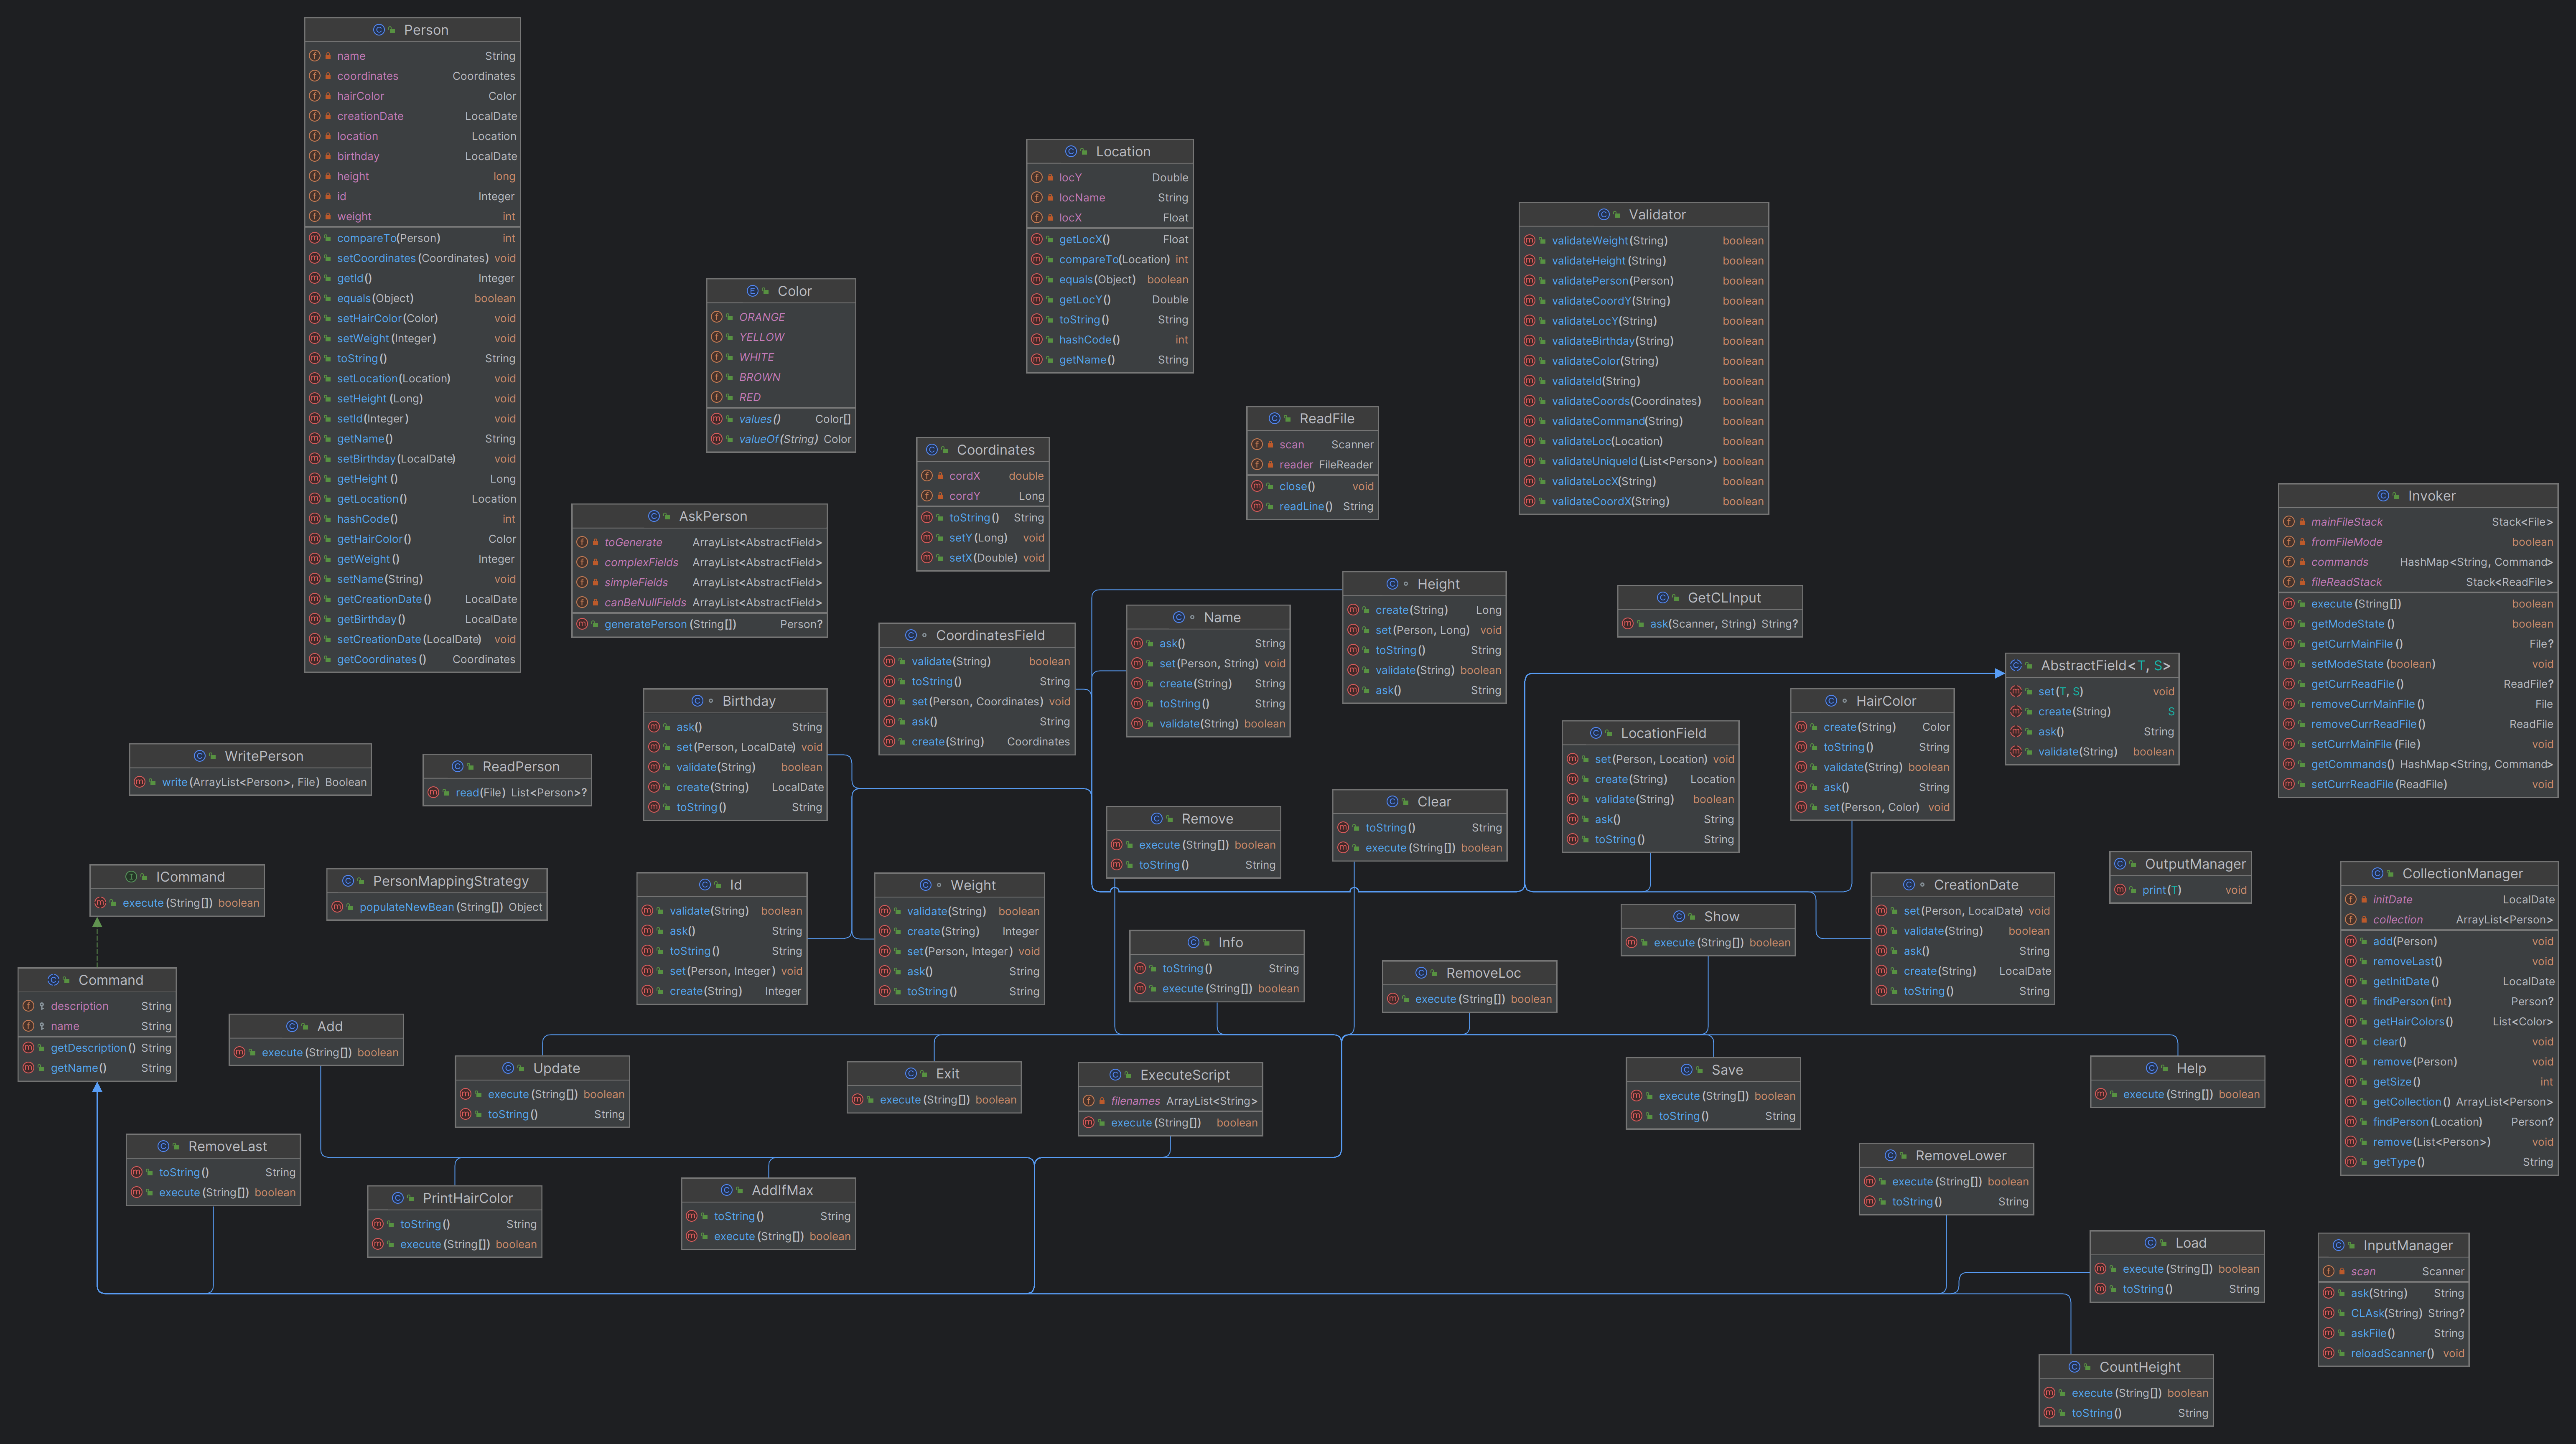 Person
name String
coordinates Coordinates
hairColor Color
creationDate LocalDate
location Location
birthday LocalDate
height long
id Integer
weight int
compareTo(Person) int
setCoordinates(Coordinates) void
getId() Integer
equals(Object) boolean
setHairColor(Color) void
setWeight(Integer) void
toString() String
setLocation(Location) void
setHeight(Long) void
setId(Integer) void
getName() String
setBirthday(LocalDate) void
getHeight() Long
getLocation() Location
hashCode() int
getHairColor() Color
getWeight() Integer
setName(String) void
getCreationDate() LocalDate
getBirthday() LocalDate
setCreationDate(LocalDate) void
getCoordinates() Coordinates
Location
locY Double
locName String
locX Float
getLocX() Float
compareTo(Location) int
equals(Object) boolean
getLocY() Double
toString() String
hashCode() int
getName() String
Validator
validateWeight(String) boolean
validateHeight(String) boolean
validatePerson(Person) boolean
validateCoordY(String) boolean
validateLocY(String) boolean
validateBirthday(String) boolean
validateColor(String) boolean
validateId(String) boolean
validateCoords(Coordinates) boolean
validateCommand(String) boolean
validateLoc(Location) boolean
validateUniqueId(List<Person>) boolean
validateLocX(String) boolean
validateCoordX(String) boolean
Color
ORANGE
YELLOW
WHITE
BROWN
RED
values() Color[]
valueOf(String) Color
ReadFile
scan Scanner
reader FileReader
close() void
readLine() String
Coordinates
cordX double
cordY Long
toString() String
setY(Long) void
setX(Double) void
Invoker
mainFileStack Stack<File>
fromFileMode boolean
commands HashMap<String, Command>
fileReadStack Stack<ReadFile>
execute(String[]) boolean
getModeState() boolean
getCurrMainFile() File?
setModeState(boolean) void
getCurrReadFile() ReadFile?
removeCurrMainFile() File
removeCurrReadFile() ReadFile
setCurrMainFile(File) void
getCommands() HashMap<String, Command>
setCurrReadFile(ReadFile) void
AskPerson
toGenerate ArrayList<AbstractField>
complexFields ArrayList<AbstractField>
simpleFields ArrayList<AbstractField>
canBeNullFields ArrayList<AbstractField>
generatePerson(String[]) Person?
Height
create(String) Long
set(Person, Long) void
toString() String
validate(String) boolean
ask() String
GetCLInput
ask(Scanner, String) String?
Name
ask() String
set(Person, String) void
create(String) String
toString() String
validate(String) boolean
CoordinatesField
validate(String) boolean
toString() String
set(Person, Coordinates) void
ask() String
create(String) Coordinates
AbstractField<T, S>
set(T, S) void
create(String) S
ask() String
validate(String) boolean
Birthday
ask() String
set(Person, LocalDate) void
validate(String) boolean
create(String) LocalDate
toString() String
HairColor
create(String) Color
toString() String
validate(String) boolean
ask() String
set(Person, Color) void
LocationField
set(Person, Location) void
create(String) Location
validate(String) boolean
ask() String
toString() String
WritePerson
write(ArrayList<Person>, File) Boolean
ReadPerson
read(File) List<Person>?
Clear
toString() String
execute(String[]) boolean
Remove
execute(String[]) boolean
toString() String
OutputManager
print(T) void
CollectionManager
initDate LocalDate
collection ArrayList<Person>
add(Person) void
removeLast() void
getInitDate() LocalDate
findPerson(int) Person?
getHairColors() List<Color>
clear() void
remove(Person) void
getSize() int
getCollection() ArrayList<Person>
findPerson(Location) Person?
remove(List<Person>) void
getType() String
ICommand
execute(String[]) boolean
PersonMappingStrategy
populateNewBean(String[]) Object
Id
validate(String) boolean
ask() String
toString() String
set(Person, Integer) void
create(String) Integer
Weight
validate(String) boolean
create(String) Integer
set(Person, Integer) void
ask() String
toString() String
CreationDate
set(Person, LocalDate) void
validate(String) boolean
ask() String
create(String) LocalDate
toString() String
Show
execute(String[]) boolean
Info
toString() String
execute(String[]) boolean
RemoveLoc
execute(String[]) boolean
Command
description String
name String
getDescription() String
getName() String
Add
execute(String[]) boolean
Update
execute(String[]) boolean
toString() String
Exit
execute(String[]) boolean
ExecuteScript
filenames ArrayList<String>
execute(String[]) boolean
Save
execute(String[]) boolean
toString() String
Help
execute(String[]) boolean
RemoveLast
toString() String
execute(String[]) boolean
RemoveLower
execute(String[]) boolean
toString() String
PrintHairColor
toString() String
execute(String[]) boolean
AddIfMax
toString() String
execute(String[]) boolean
Load
execute(String[]) boolean
toString() String
InputManager
scan Scanner
ask(String) String
CLAsk(String) String?
askFile() String
reloadScanner() void
CountHeight
execute(String[]) boolean
toString() String